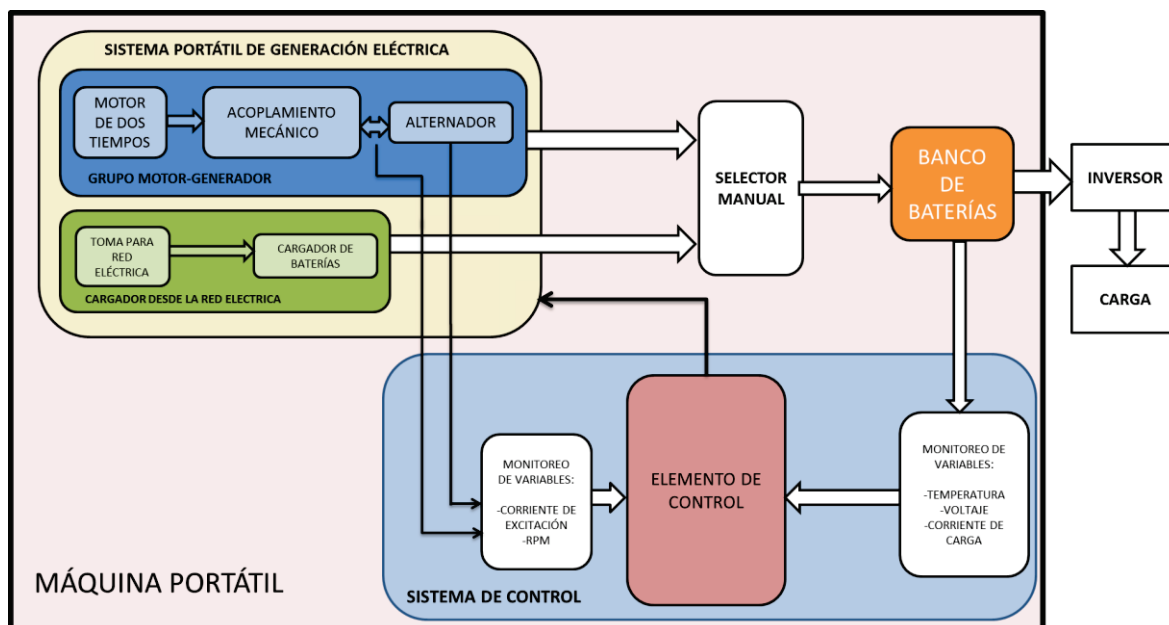 SISTEMA PORTÁTIL DE GENERACIÓN ELÉCTRICA
MOTOR
DE DOS
TIEMPOS
ACOPLAMIENTO
MECÁNICO
ALTERNADOR
GRUPO MOTOR-GENERADOR
TOMA PARA
RED
ELÉCTRICA
CARGADOR DE
BATERÍAS
CARGADOR DESDE LA RED ELECTRICA
SELECTOR
MANUAL
BANCO
DE
BATERÍAS
INVERSOR
CARGA
MONITOREO
DE VARIABLES:
-CORRIENTE DE
EXCITACIÓN
-RPM
ELEMENTO DE
CONTROL
MONITOREO DE
VARIABLES:
-TEMPERATURA
-VOLTAJE
-CORRIENTE DE
CARGA
SISTEMA DE CONTROL
MÁQUINA PORTÁTIL